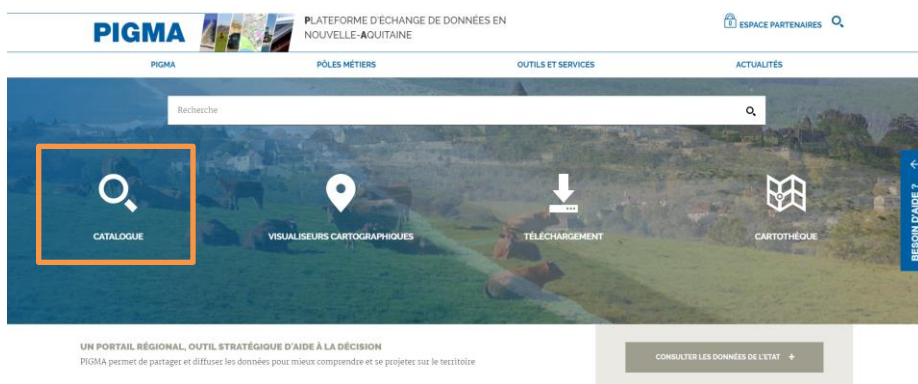 PIGMA
PLATEFORME D'ÉCHANGE DE DONNÉES EN
NOUVELLE-AQUITAINE
ESPACE PARTENAIRES
PIGMA PÔLES MÉTIERS OUTILS ET SERVICES ACTUALITÉS
Recherche
CATALOGUE VISUALISEURS CARTOGRAPHIQUES TÉLÉCHARGEMENT CARTOTHÈQUE
BESOIN D'AIDE ?
UN PORTAIL RÉGIONAL, OUTIL STRATÉGIQUE D'AIDE À LA DÉCISION
PIGMA permet de partager et diffuser les données pour mieux comprendre et se projeter sur le territoire
CONSULTER LES DONNÉES DE L'ETAT +